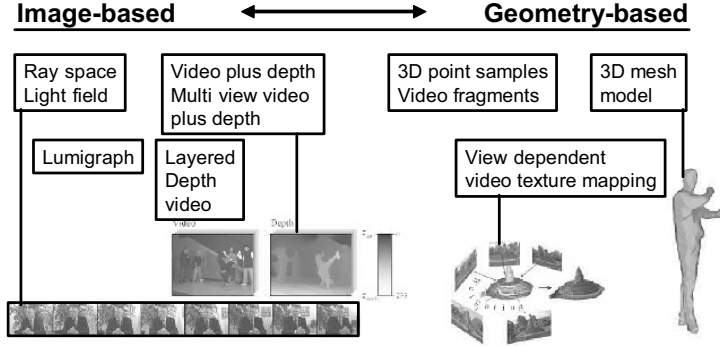 Image-based
Geometry-based
Ray space
Light field
Video plus depth
Multi view video
plus depth
3D point samples
Video fragments
3D mesh
model
Lumigraph
Layered
Depth
video
View dependent
video texture mapping
Video
Depth
Weighting